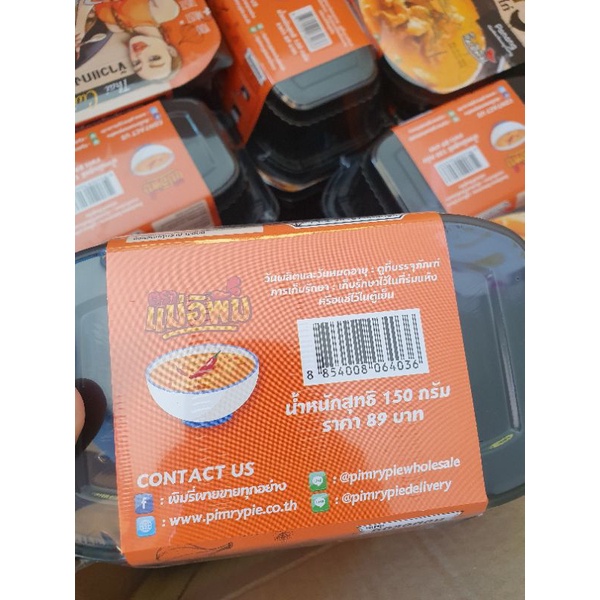 แม่อิพิม
วันผลิตและวันหมดอายุ : ดูที่บรรจุภัณฑ์
การเก็บรักษา : เก็บรักษาไว้ในที่ร่มแห้ง
หรือแช่ไว้ในตู้เย็น
8 854008 064036
น้ำหนักสุทธิ 150 กรัม
ราคา 89 บาท
CONTACT US
: พิมรี่พายขายทุกอย่าง
: www.pimrypie.co.th
: @pimrypiewholesale
: @pimrypiedelivery
CONTACT US
Panang
Thai